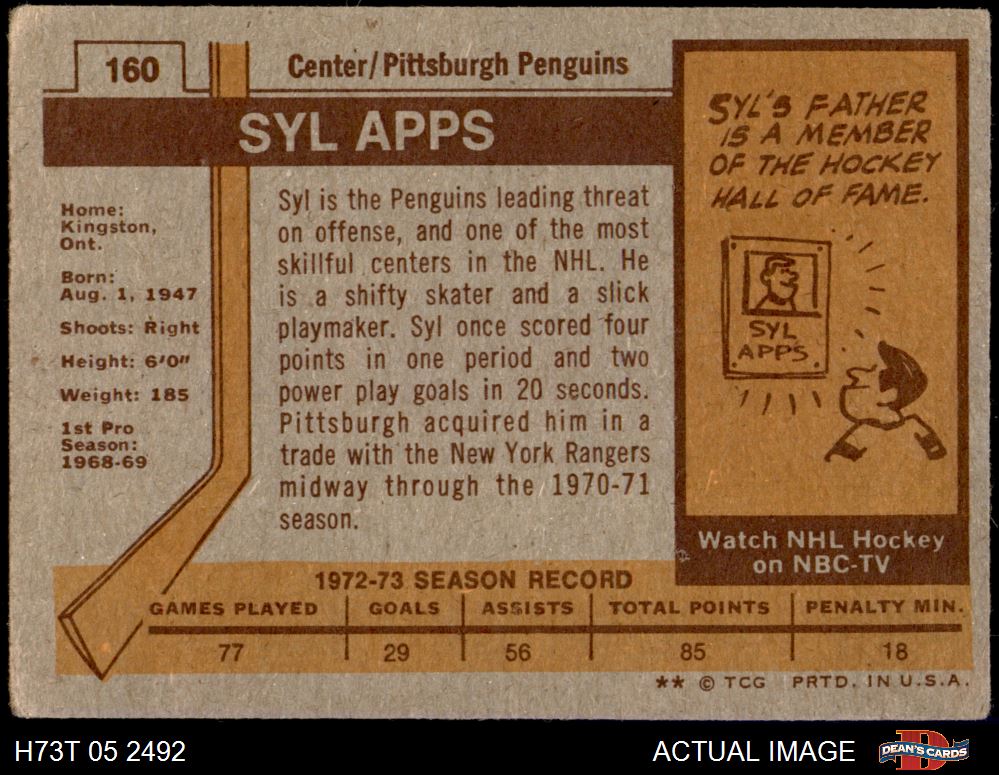 160
Center/Pittsburgh Penguins
SYL APPS
Home:
Kingston,
Ont.
Born:
Aug. 1, 1947
Shoots: Right
Height: 6'0"
Weight: 185
1st Pro
Season:
1968-69
Syl is the Penguins leading threat
on offense, and one of the most
skillful centers in the NHL. He
is a shifty skater and a slick
playmaker. Syl once scored four
points in one period and two
power play goals in 20 seconds.
Pittsburgh acquired him in a
trade with the New York Rangers
midway through the 1970-71
season.
SYL'S FATHER
IS A MEMBER
OF THE HOCKEY
HALL OF FAME.
SYL
APPS
Watch NHL Hockey
on NBC-TV
1972-73 SEASON RECORD
GAMES PLAYED GOALS ASSISTS TOTAL POINTS PENALTY MIN.
77 29 56 85 18
** © TCG PRTD. IN U.S.A.
H73T 05 2492 ACTUAL IMAGE DEAN'S CARDS